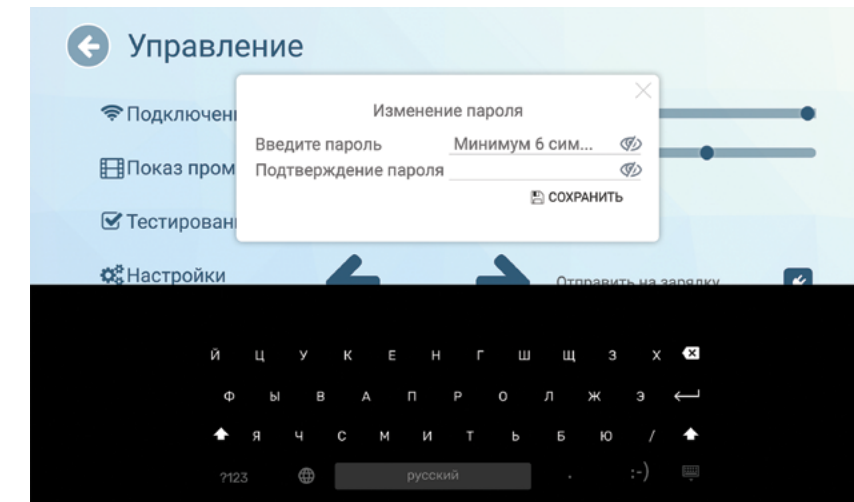 Управление
Изменение пароля
Подключени
Введите пароль Минимум 6 сим...
Показ пром
Подтверждение пароля
СОХРАНИТЬ
Тестировани
Настройки
Отправить на зарядку
Й Ц У К Е Н Г Ш Щ З Х
Ф Ы В А П Р О Л Ж Э
Я Ч С М И Т Ь Б Ю /
?123 русский . :-)